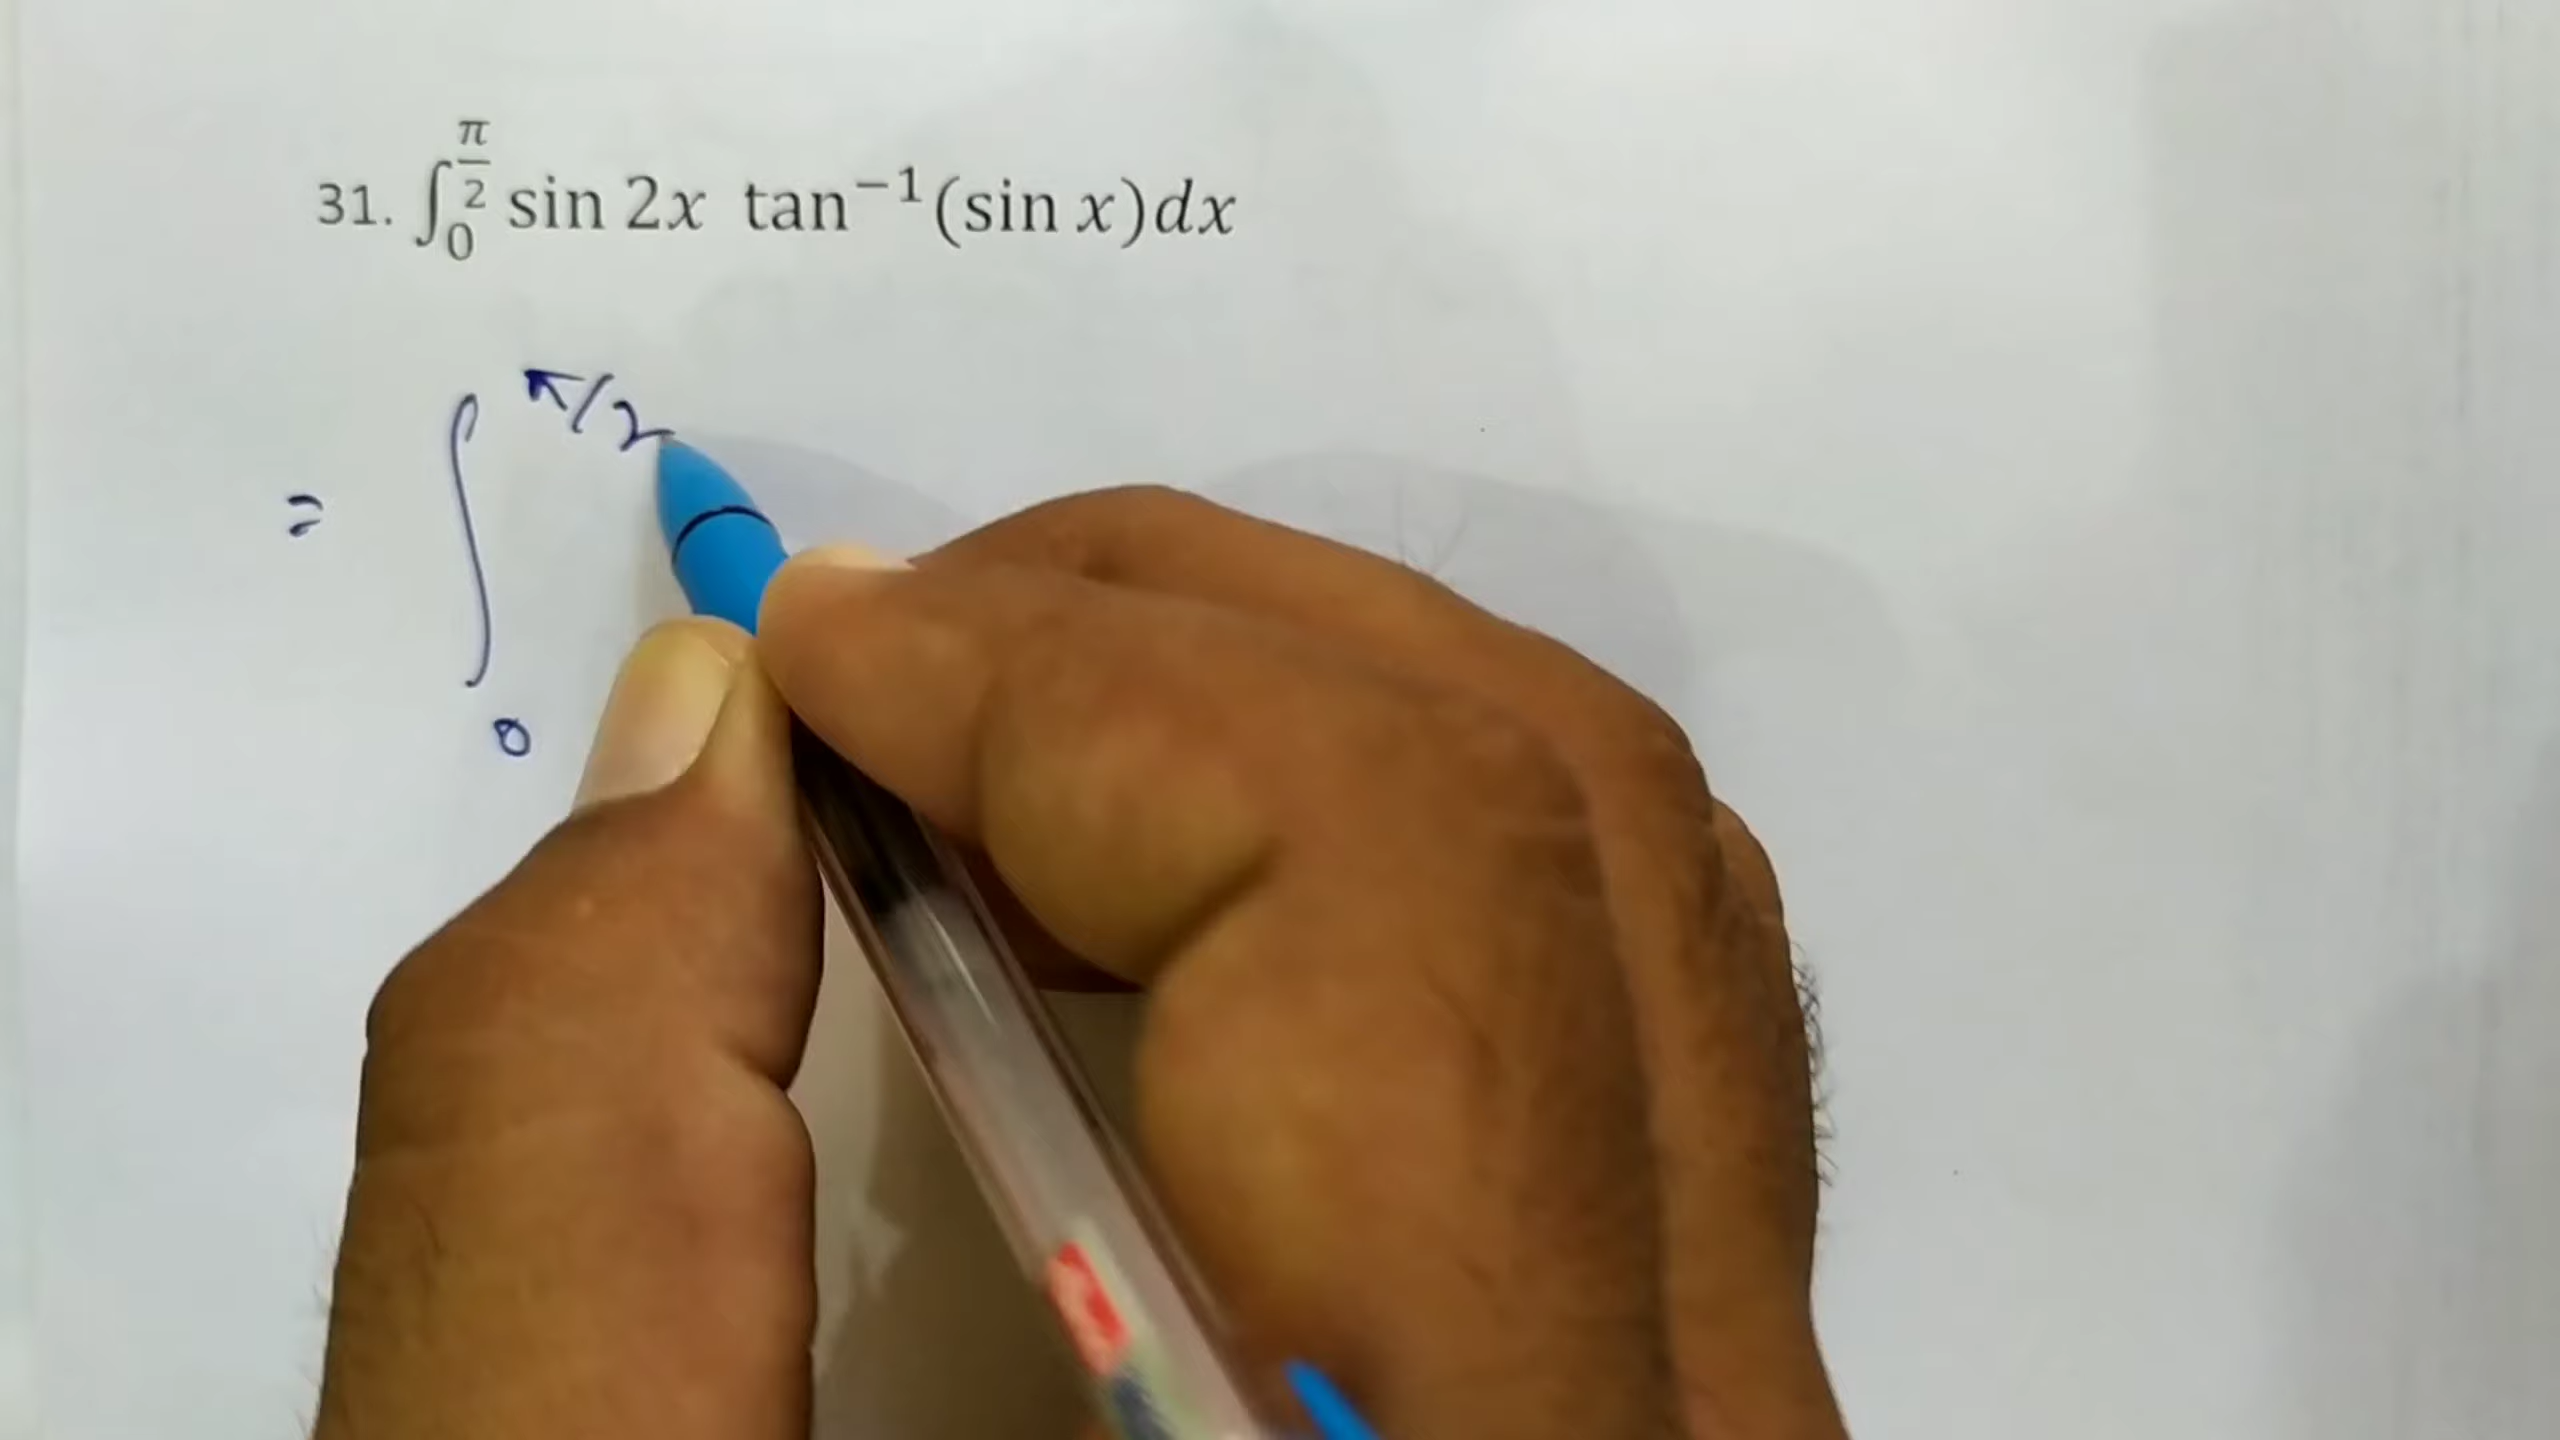 31. ∫₀^(π/2) sin 2x tan⁻¹(sin x)dx
= ∫₀^(π/2)